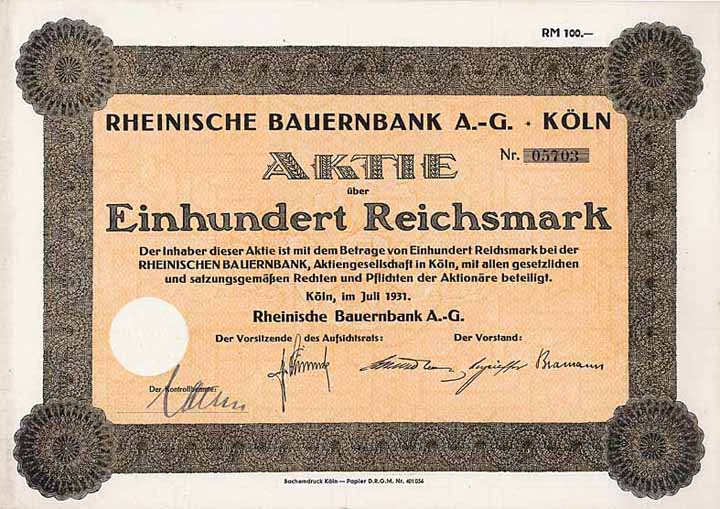 RM 100.—
RHEINISCHE BAUERNBANK A.-G. · KÖLN
AKTIE
Nr. 05703
über
Einhundert Reichsmark
Der Inhaber dieser Aktie ist mit dem Betrage von Einhundert Reichsmark bei der
RHEINISCHEN BAUERNBANK, Aktiengesellschaft in Köln, mit allen gesetzlichen
und satzungsgemäßen Rechten und Pflichten der Aktionäre beteiligt.
Köln, im Juli 1931.
Rheinische Bauernbank A.-G.
Der Vorsitzende des Aufsichtsrats: Der Vorstand:
Bramann
Der Kontrollbeamte:
Bachemdruck Köln — Papier D.R.G.M. Nr. 401056